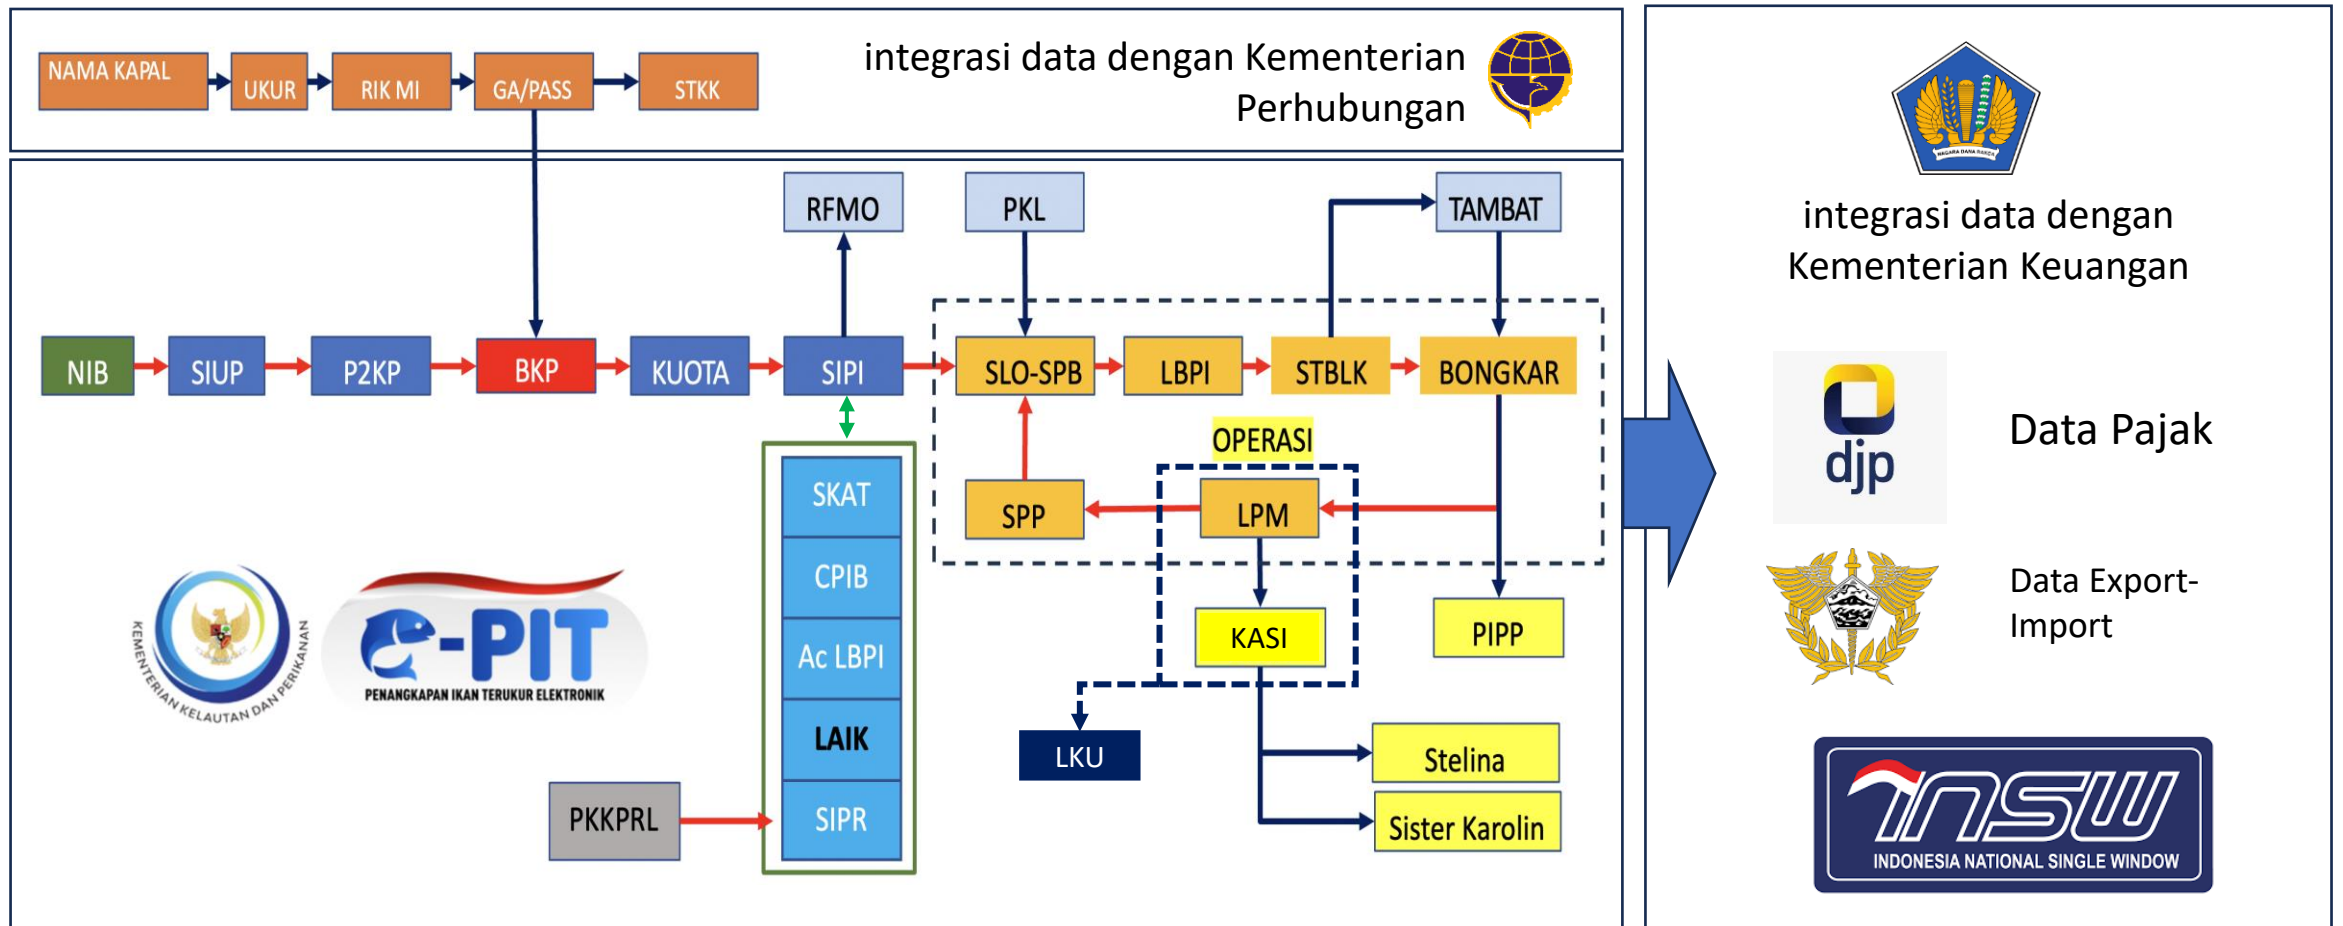 NAMA KAPAL
UKUR
RIK MI
GA/PASS
STKK
integrasi data dengan Kementerian
Perhubungan
RFMO
PKL
TAMBAT
NIB
SIUP
P2KP
BKP
KUOTA
SIPI
SLO-SPB
LBPI
STBLK
BONGKAR
OPERASI
SPP
LPM
KASI
PIPP
LKU
Stelina
Sister Karolin
SKAT
CPIB
Ac LBPI
LAIK
SIPR
PKKPRL
KEMENTERIAN KELAUTAN DAN PERIKANAN
e-PIT
PENANGKAPAN IKAN TERUKUR ELEKTRONIK
NAGARA DANA RAKCA
integrasi data dengan
Kementerian Keuangan
djp
Data Pajak
Data Export-
Import
INSW
INDONESIA NATIONAL SINGLE WINDOW